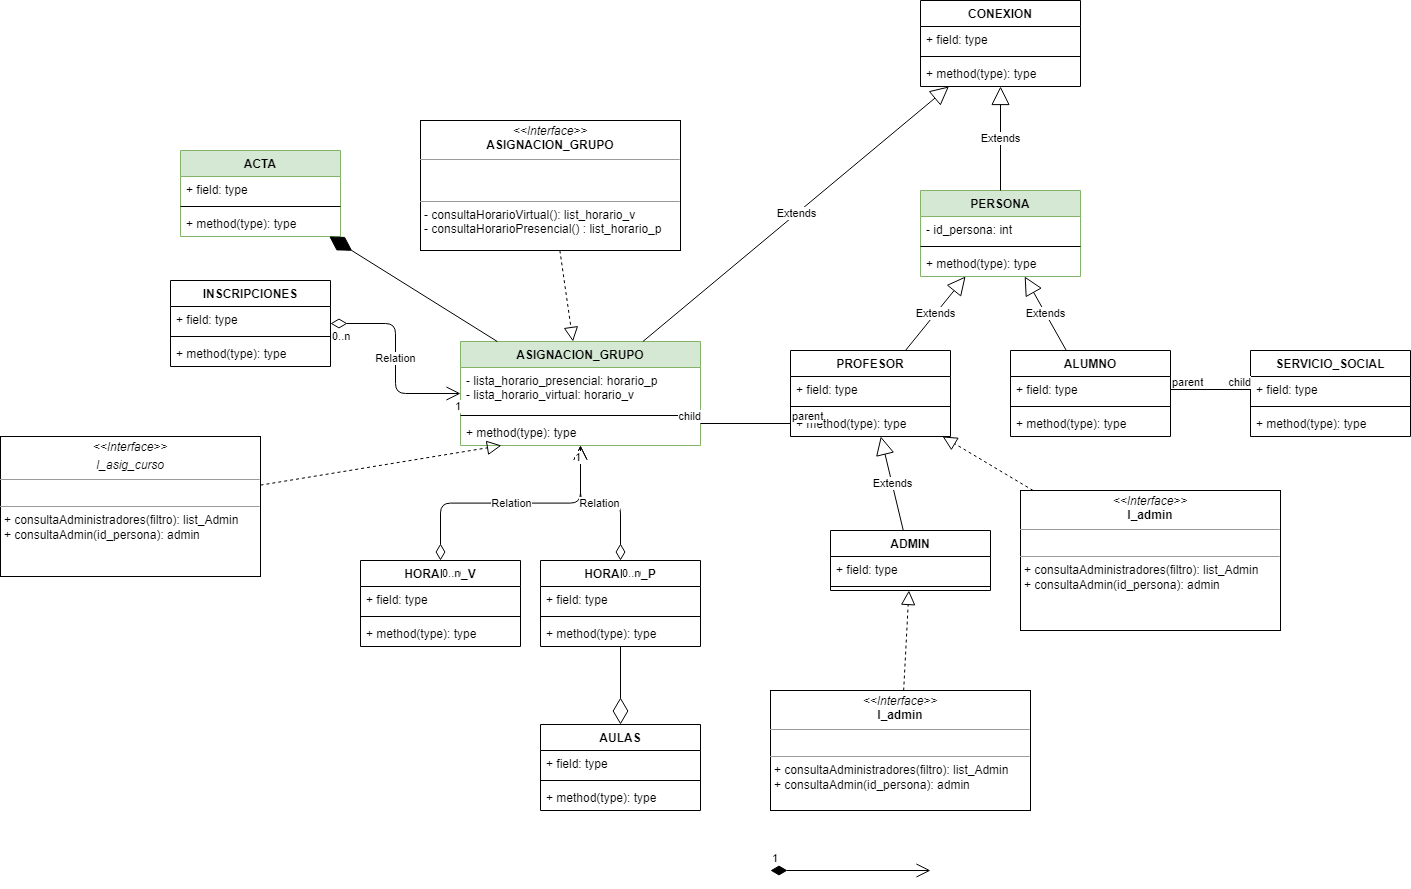 CONEXION
+ field: type
+ method(type): type
Extends
Extends
<<Interface>>
ASIGNACION_GRUPO
- consultaHorarioVirtual(): list_horario_v
- consultaHorarioPresencial() : list_horario_p
ACTA
+ field: type
+ method(type): type
PERSONA
- id_persona: int
+ method(type): type
Extends
Extends
INSCRIPCIONES
+ field: type
+ method(type): type
0..n
Relation
1
ASIGNACION_GRUPO
- lista_horario_presencial: horario_p
- lista_horario_virtual: horario_v
+ method(type): type
child
parent
PROFESOR
+ field: type
+ method(type): type
ALUMNO
+ field: type
+ method(type): type
parent
child
SERVICIO_SOCIAL
+ field: type
+ method(type): type
<<Interface>>
I_asig_curso
+ consultaAdministradores(filtro): list_Admin
+ consultaAdmin(id_persona): admin
1
Relation
Relation
Extends
<<Interface>>
I_admin
+ consultaAdministradores(filtro): list_Admin
+ consultaAdmin(id_persona): admin
ADMIN
+ field: type
0..n
_V
+ field: type
+ method(type): type
0..n
_P
+ field: type
+ method(type): type
<<Interface>>
I_admin
+ consultaAdministradores(filtro): list_Admin
+ consultaAdmin(id_persona): admin
AULAS
+ field: type
+ method(type): type
1